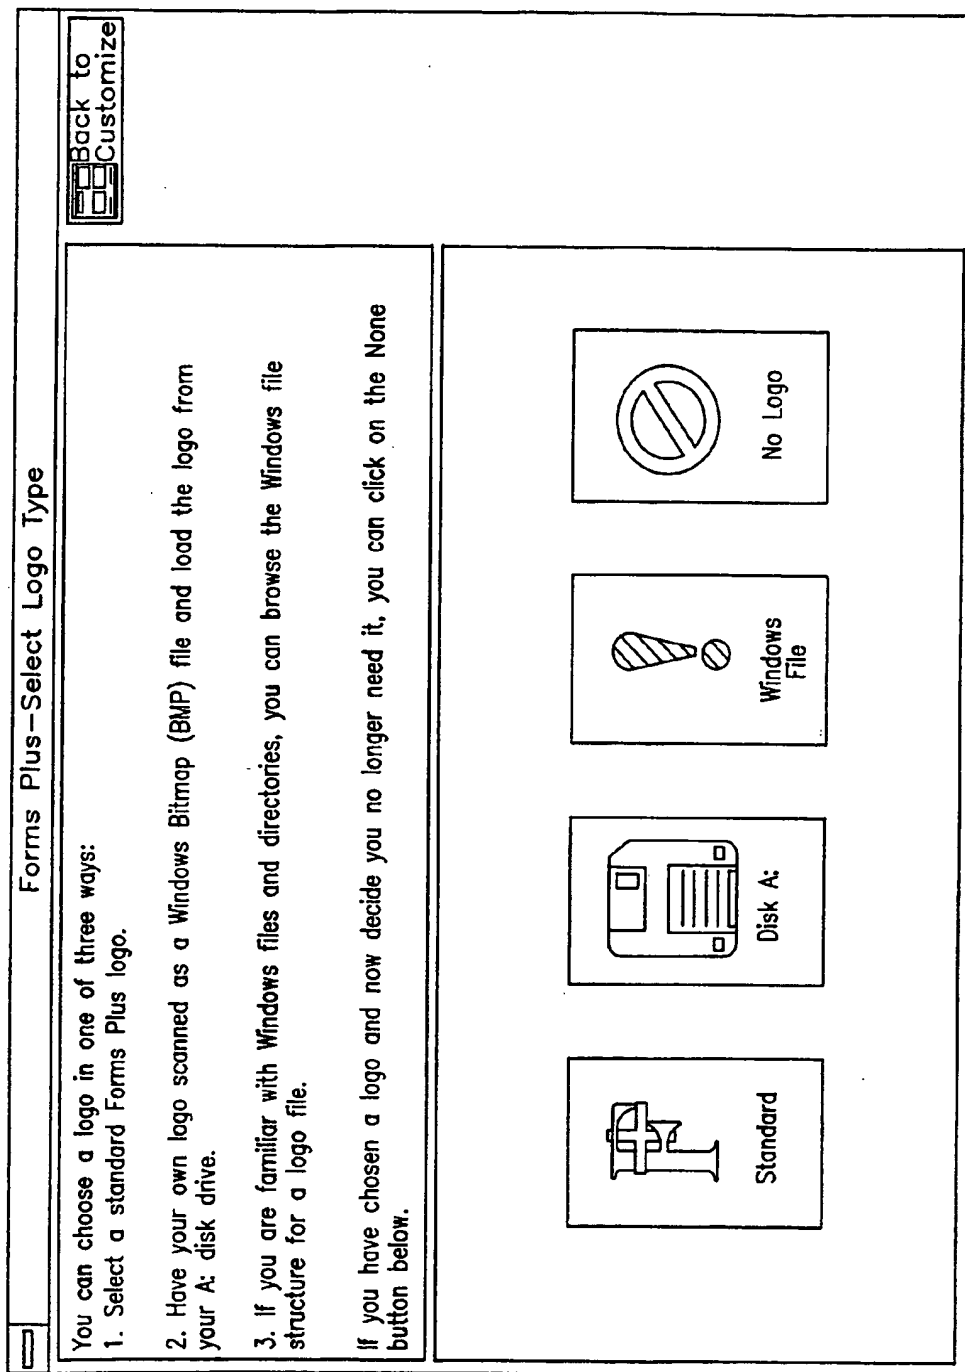 Forms Plus-Select Logo Type
Back to
Customize
You can choose a logo in one of three ways:
1. Select a standard Forms Plus logo.
2. Have your own logo scanned as a Windows Bitmap (BMP) file and load the logo from
your A: disk drive.
3. If you are familiar with Windows files and directories, you can browse the Windows file
structure for a logo file.
If you have chosen a logo and now decide you no longer need it, you can click on the None
button below.
Standard
Disk A:
Windows
File
No Logo